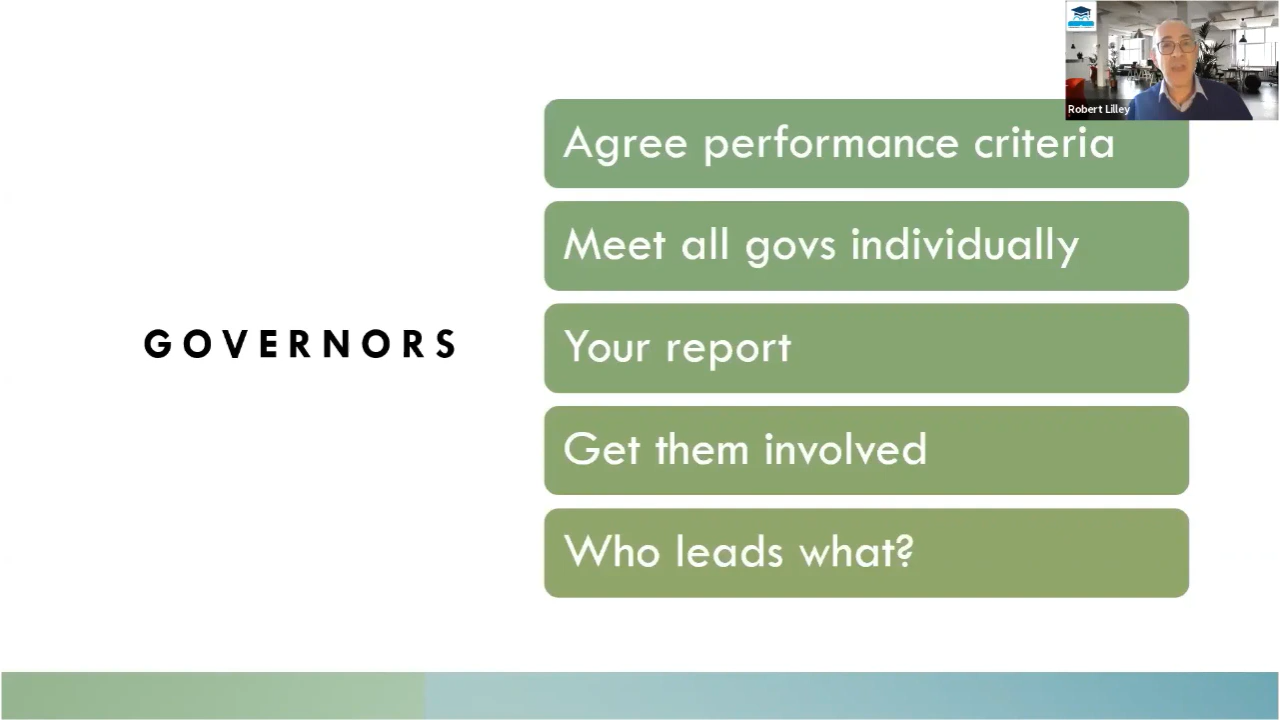 Robert Lilley
GOVERNORS
Agree performance criteria
Meet all govs individually
Your report
Get them involved
Who leads what?